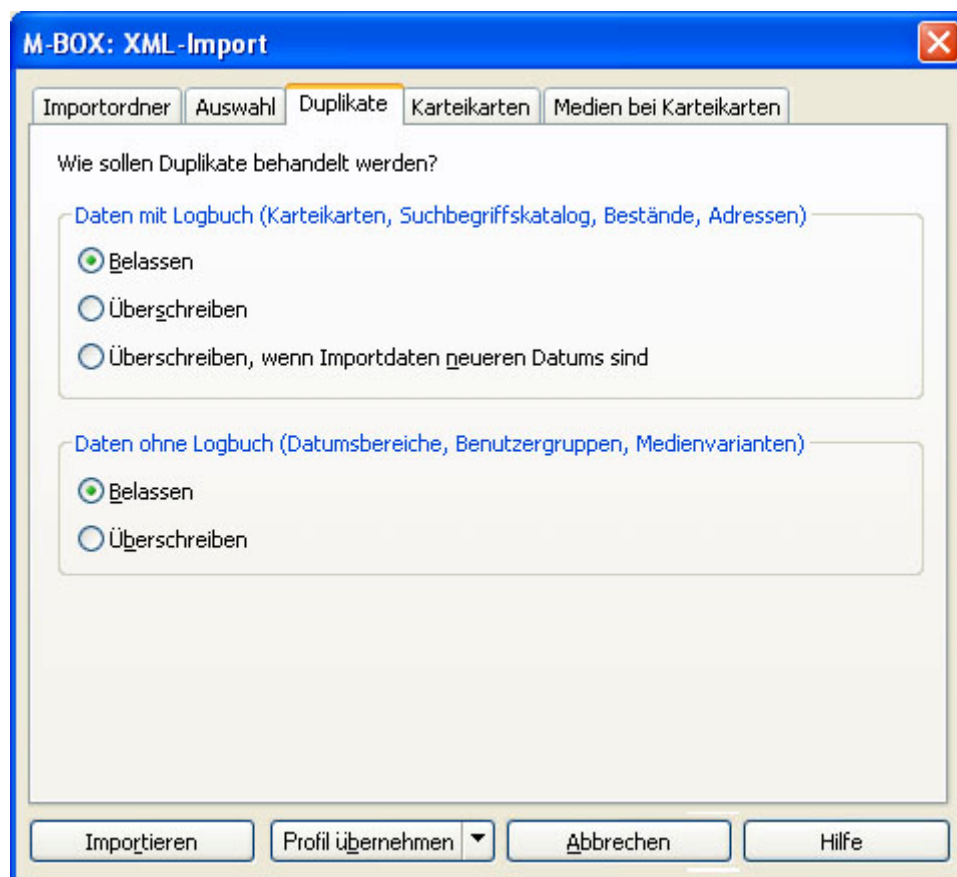 M-BOX: XML-Import
Importordner Auswahl Duplikate Karteikarten Medien bei Karteikarten
Wie sollen Duplikate behandelt werden?
Daten mit Logbuch (Karteikarten, Suchbegriffskatalog, Bestände, Adressen)
Belassen
Überschreiben
Überschreiben, wenn Importdaten neueren Datums sind
Daten ohne Logbuch (Datumsbereiche, Benutzergruppen, Medienvarianten)
Belassen
Überschreiben
Importieren Profil übernehmen Abbrechen Hilfe